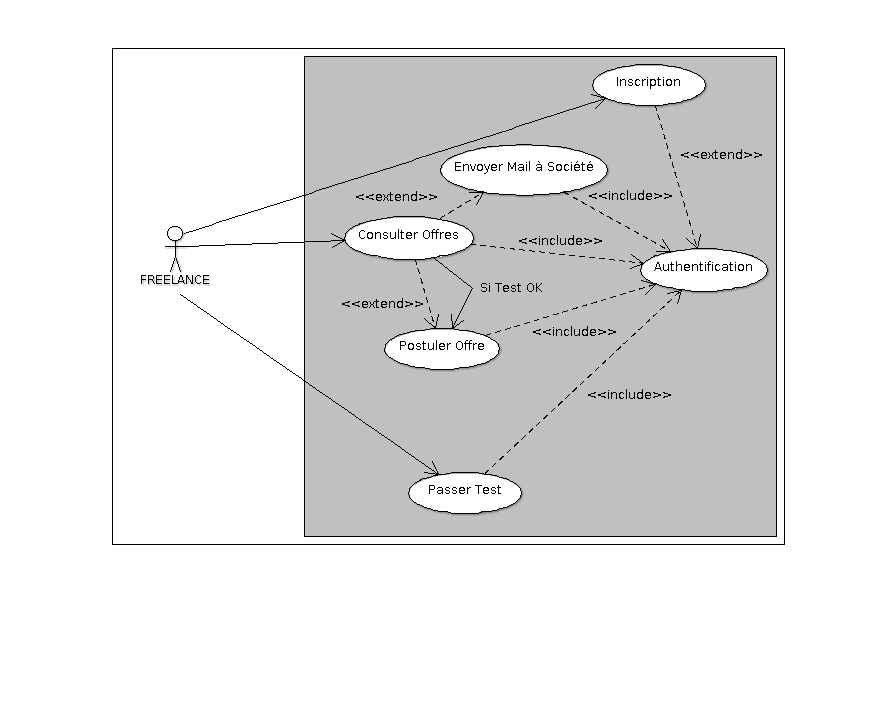 Inscription
<<extend>>
Envoyer Mail à Société
<<extend>>
<<include>>
Consulter Offres
<<include>>
Authentification
FREELANCE
Si Test OK
<<extend>>
<<include>>
Postuler Offre
<<include>>
Passer Test